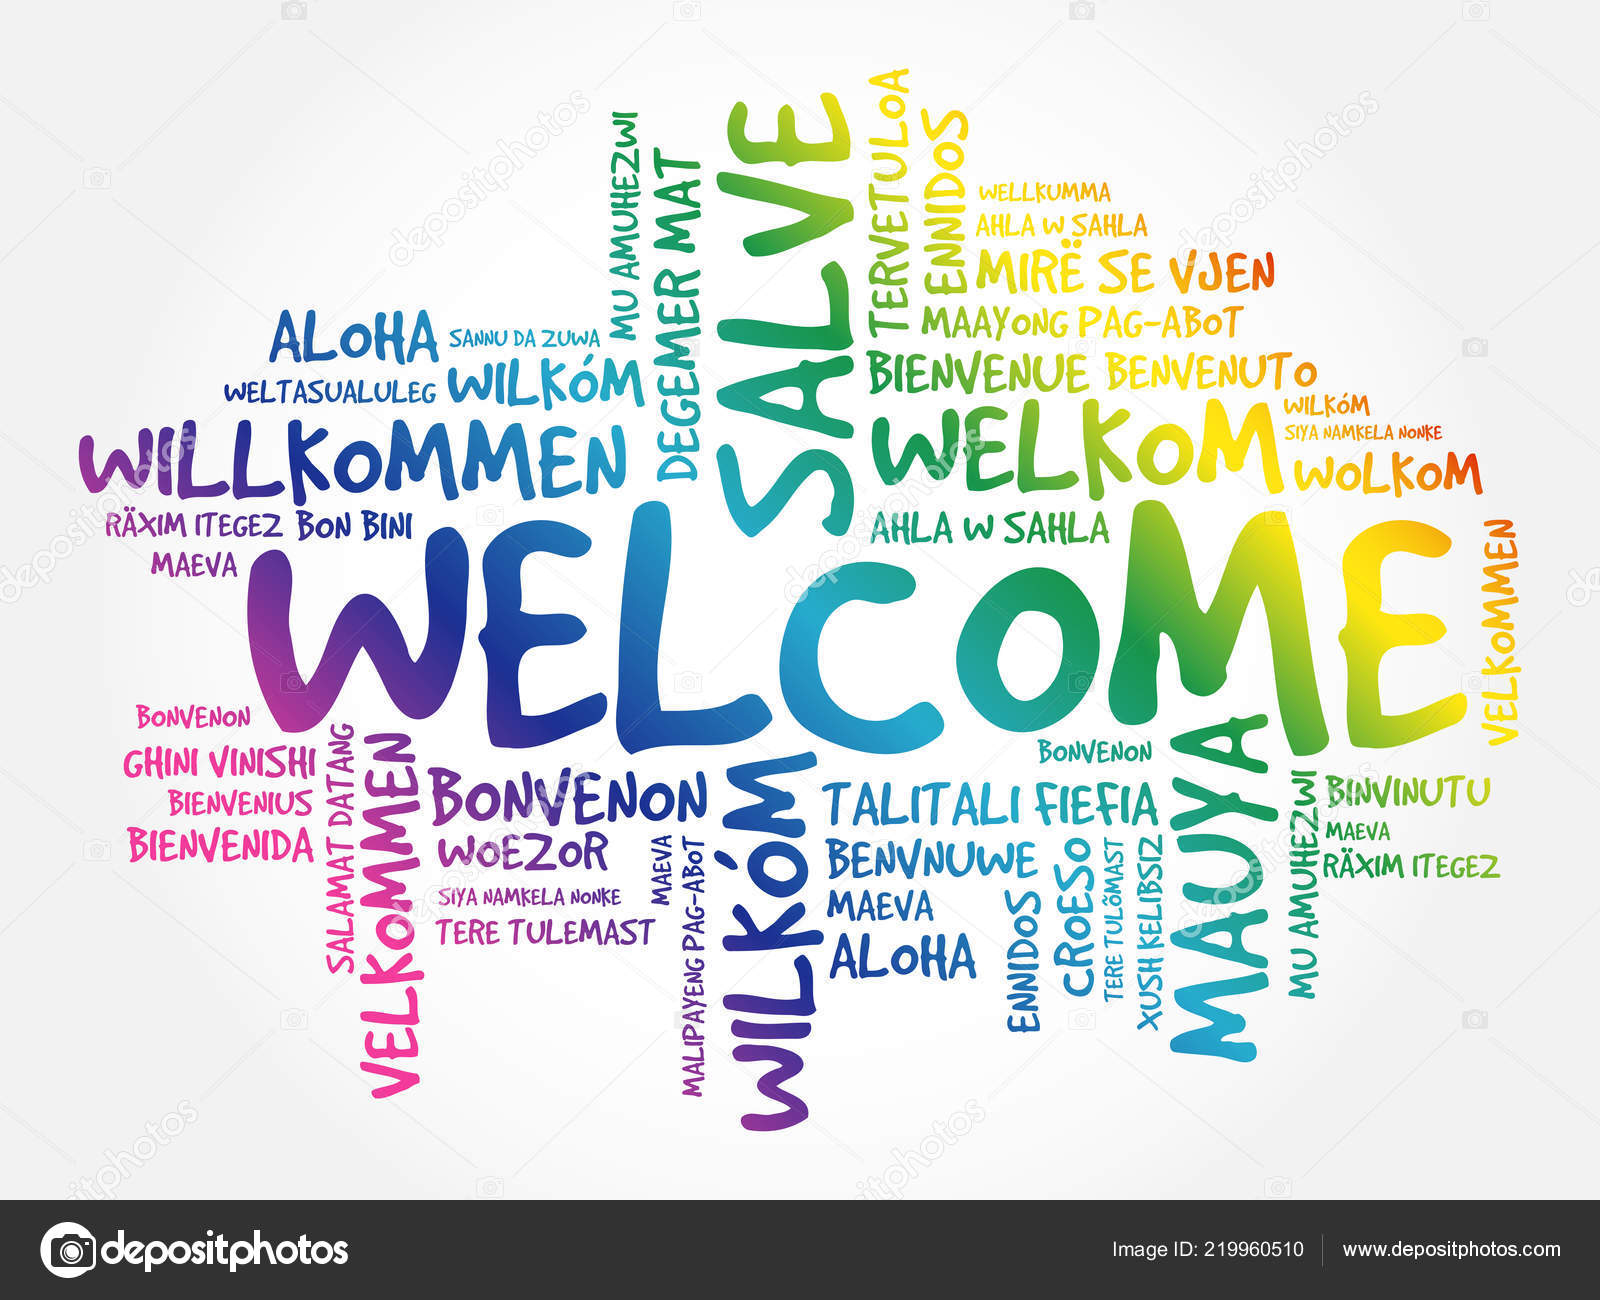 MU AMUHEZWI
DEGEMER MAT
SALVE
TERVETULOA
ENNIDOS
WELLKUMMA
AHLA W SAHLA
MIRË SE VJEN
MAAYONG PAG-ABOT
BIENVENUE BENVENUTO
ALOHA
SANNU DA ZUWA
WELTASUALULEG
WILKÓM
WILLKOMMEN
WELKOM
WILKÓM
SIYA NAMKELA NONKE
WOLKOM
RÄXIM ITEGEZ BON BINI
MAEVA
AHLA W SAHLA
WELCOME
VELKOMMEN
BONVENON
GHINI VINISHI
BIENVENIUS
BIENVENIDA
SALAMAT DATANG
VELKOMMEN
BONVENON
WOEZOR
SIYA NAMKELA NONKE
TERE TULEMAST
MAEVA
MALIPAYENG PAG-ABOT
WILKÓM
BONVENON
TALITALI FIEFIA
BENVNUWE
MAEVA
ALOHA
ENNIDOS
CROESO
TERE TULÕMAST
XUSH KELIBSIZ
MAUYA
MU AMUHEZWI
BINVINUTU
MAEVA
RÄXIM ITEGEZ
depositphotos
Image ID: 219960510
www.depositphotos.com